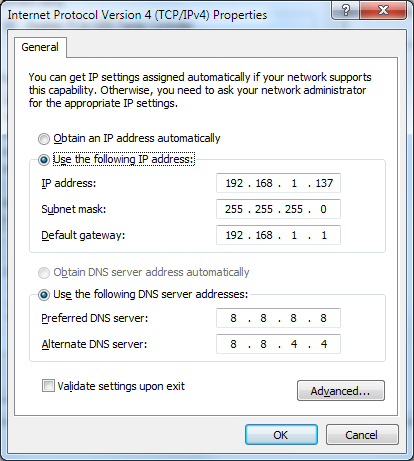 Internet Protocol Version 4 (TCP/IPv4) Properties
General
You can get IP settings assigned automatically if your network supports
this capability. Otherwise, you need to ask your network administrator
for the appropriate IP settings.
Obtain an IP address automatically
Use the following IP address:
IP address: 192 . 168 . 1 . 137
Subnet mask: 255 . 255 . 255 . 0
Default gateway: 192 . 168 . 1 . 1
Obtain DNS server address automatically
Use the following DNS server addresses:
Preferred DNS server: 8 . 8 . 8 . 8
Alternate DNS server: 8 . 8 . 4 . 4
Validate settings upon exit
Advanced...
OK Cancel